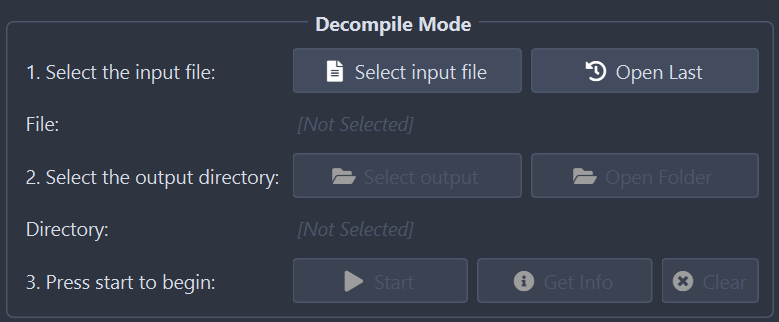 Decompile Mode
1. Select the input file: Select input file Open Last
File: [Not Selected]
2. Select the output directory: Select output Open Folder
Directory: [Not Selected]
3. Press start to begin: Start Get Info Clear